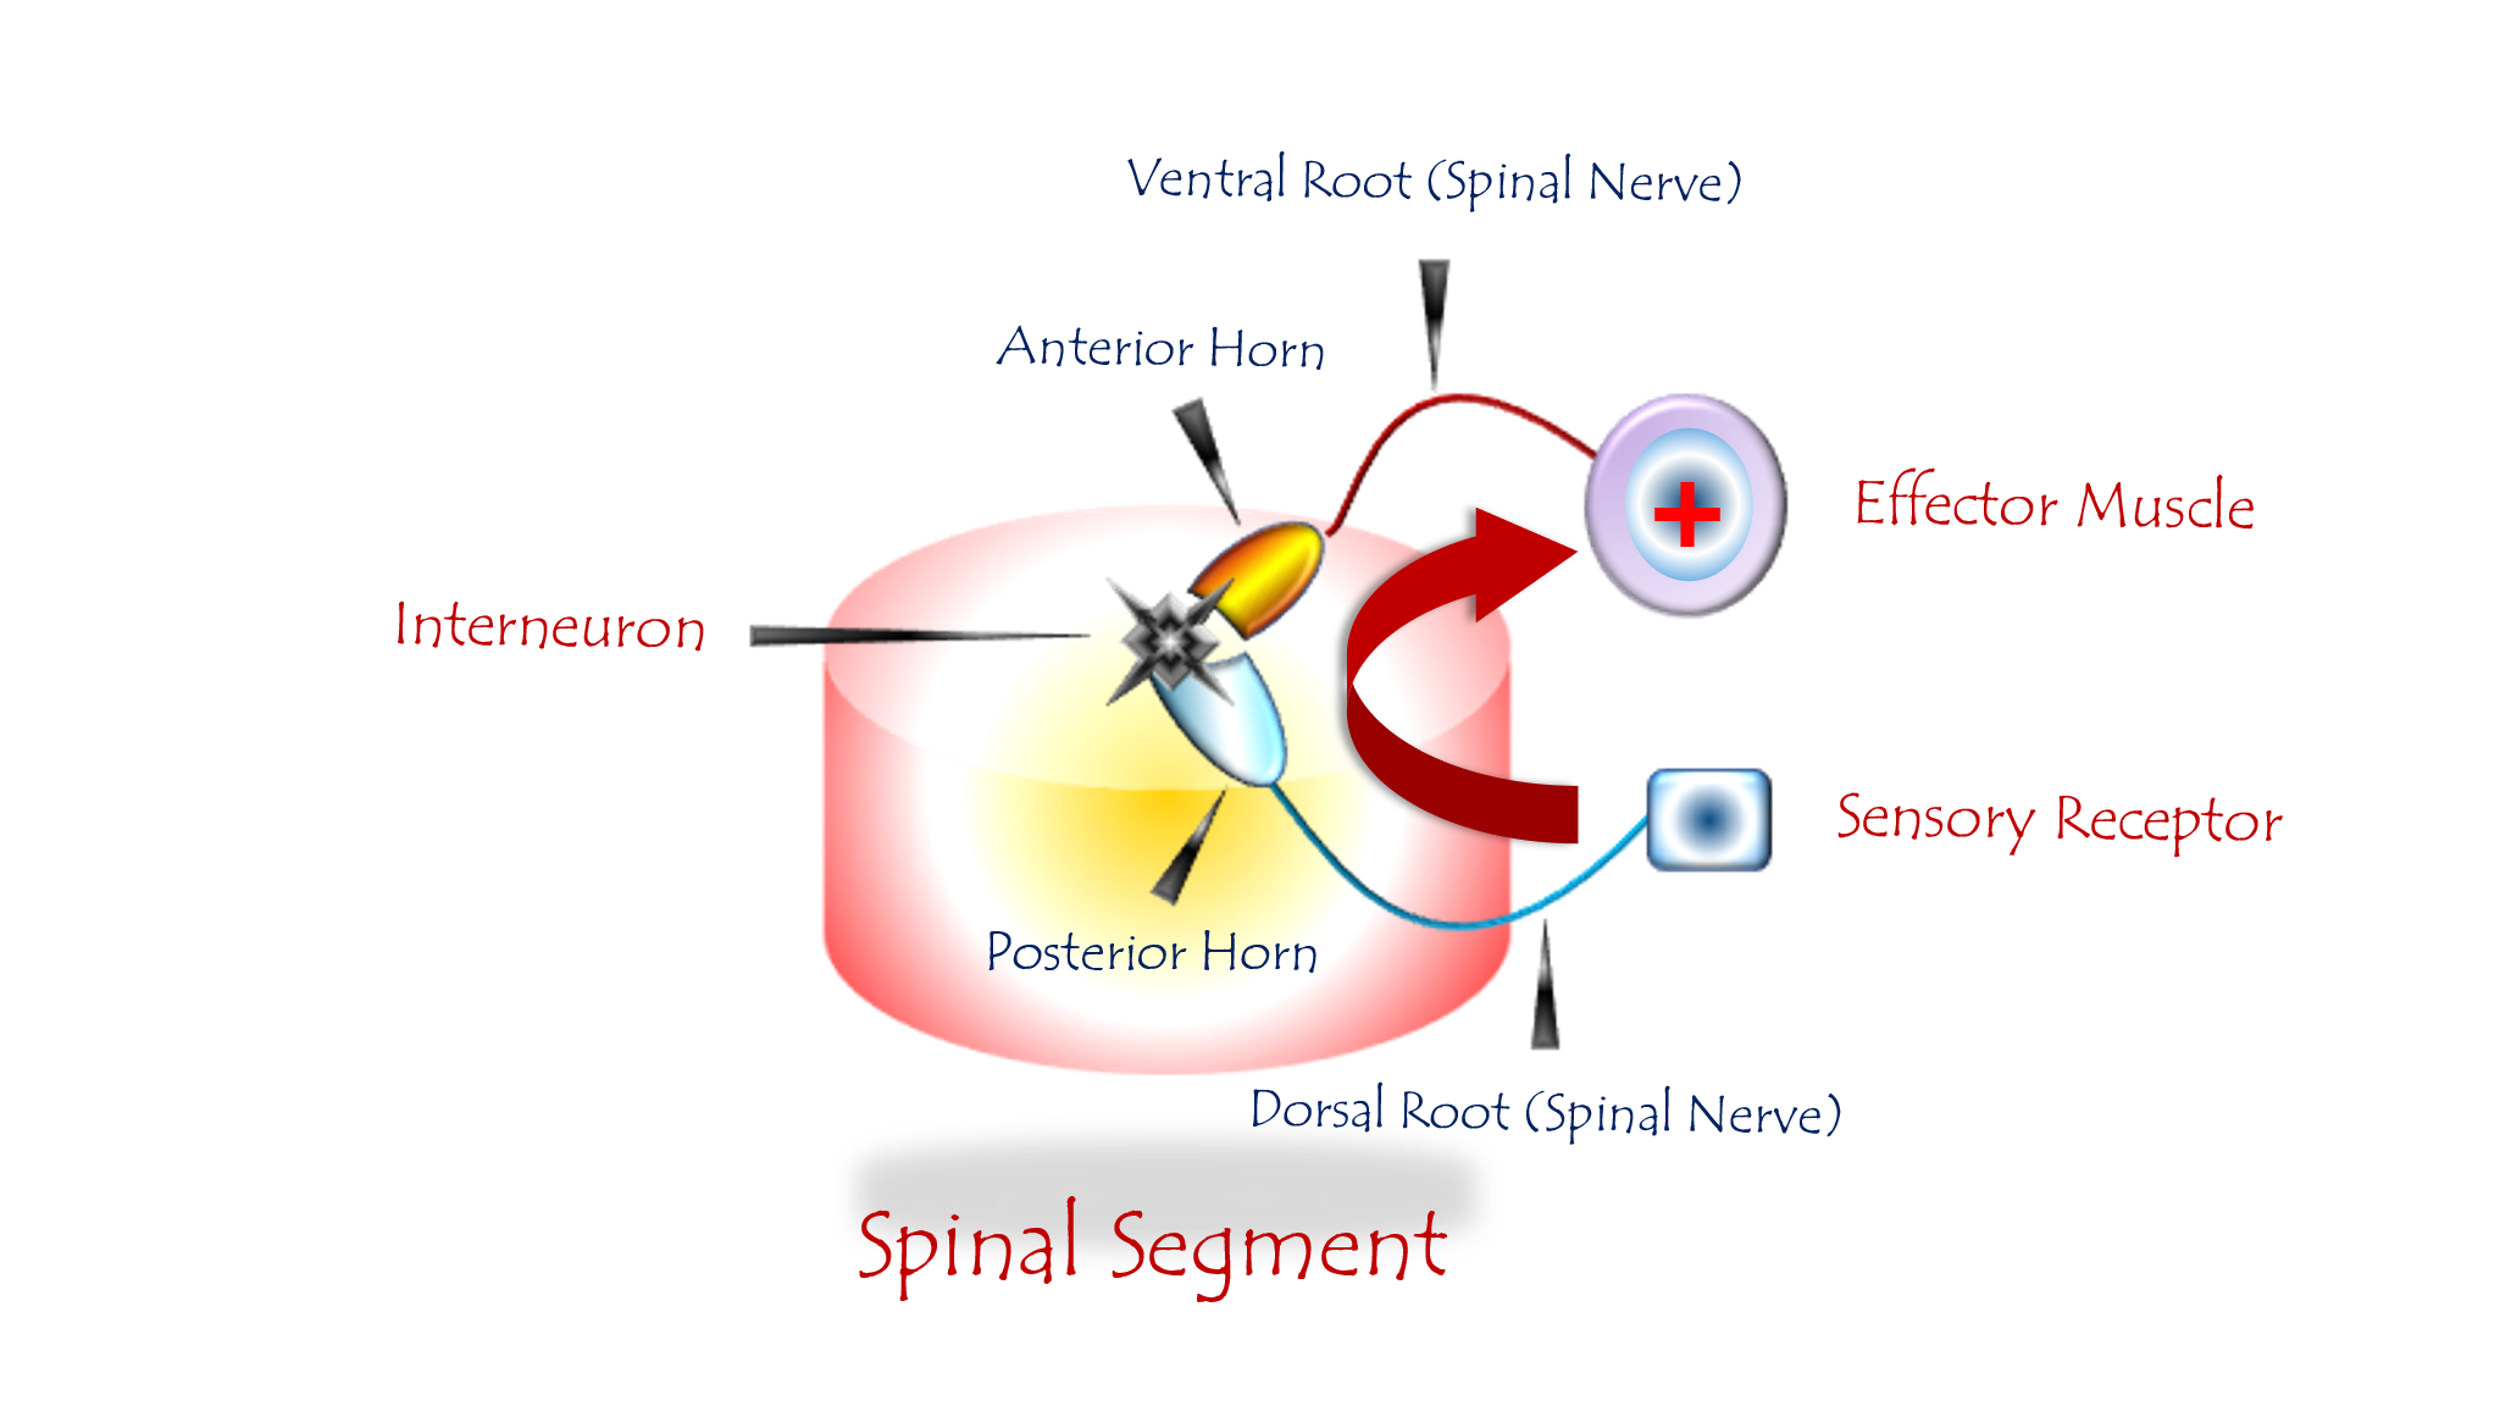 Ventral Root (Spinal Nerve)
Anterior Horn
Effector Muscle
Interneuron
Sensory Receptor
Posterior Horn
Dorsal Root (Spinal Nerve)
Spinal Segment